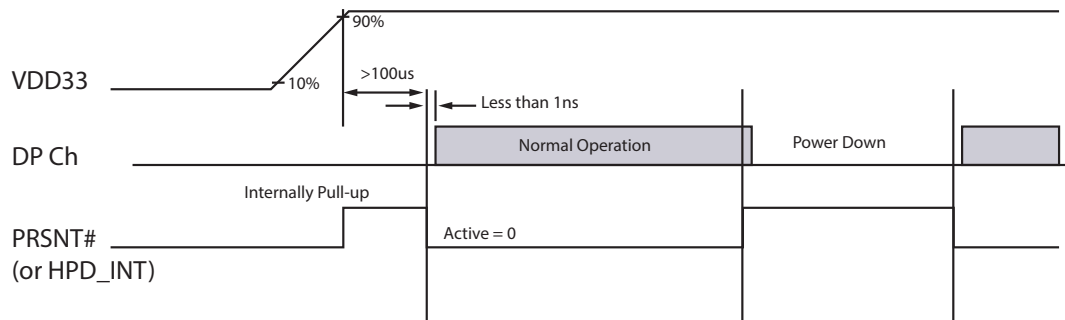 90%
VDD33
10%
>100us
Less than 1ns
DP Ch
Normal Operation
Power Down
Internally Pull-up
PRSNT#
(or HPD_INT)
Active = 0